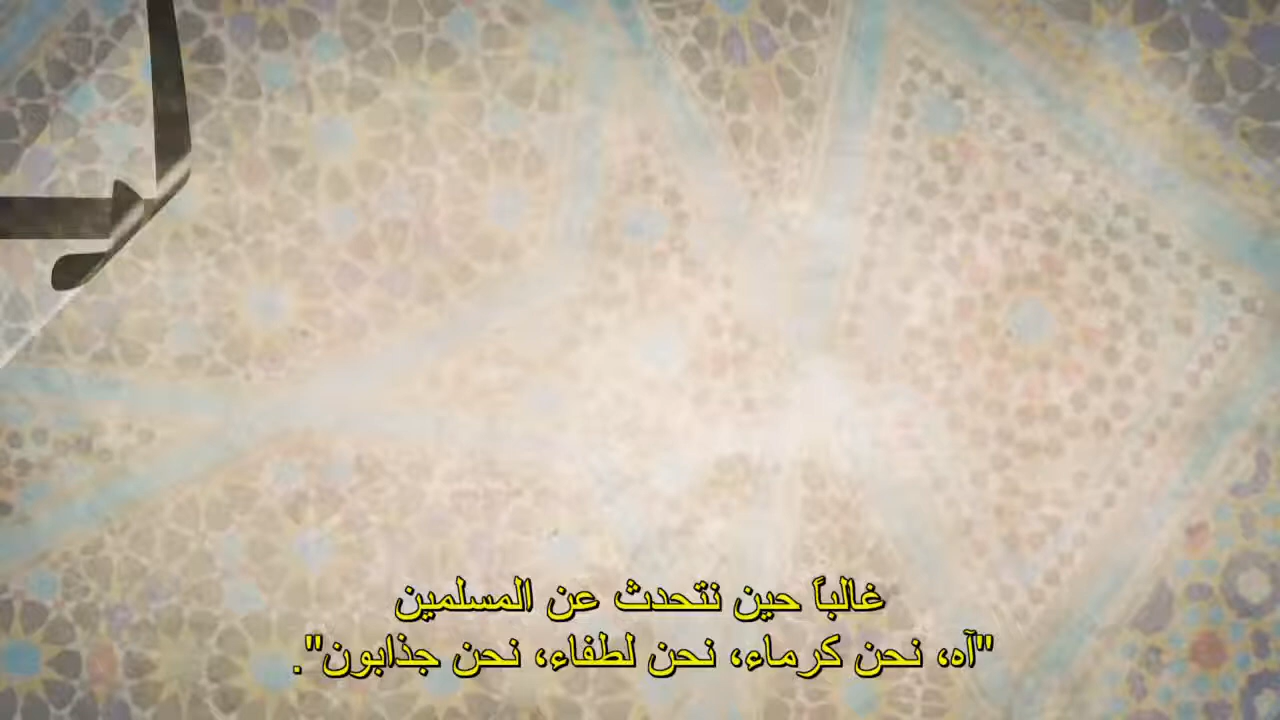 غالباً حين نتحدث عن المسلمين
"آه، نحن كرماء، نحن لطفاء، نحن جذابون".